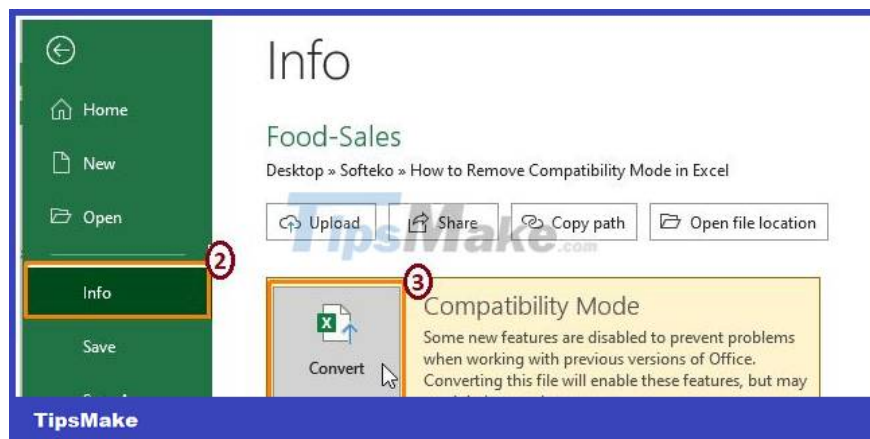 Info
Home
Food-Sales
New
Desktop » Softeko » How to Remove Compatibility Mode in Excel
Open
Upload
Share
Copy path
Open file location
TipsMake.com
2
Info
3
Compatibility Mode
Some new features are disabled to prevent problems
when working with previous versions of Office.
Converting this file will enable these features, but may
Convert
Save
TipsMake